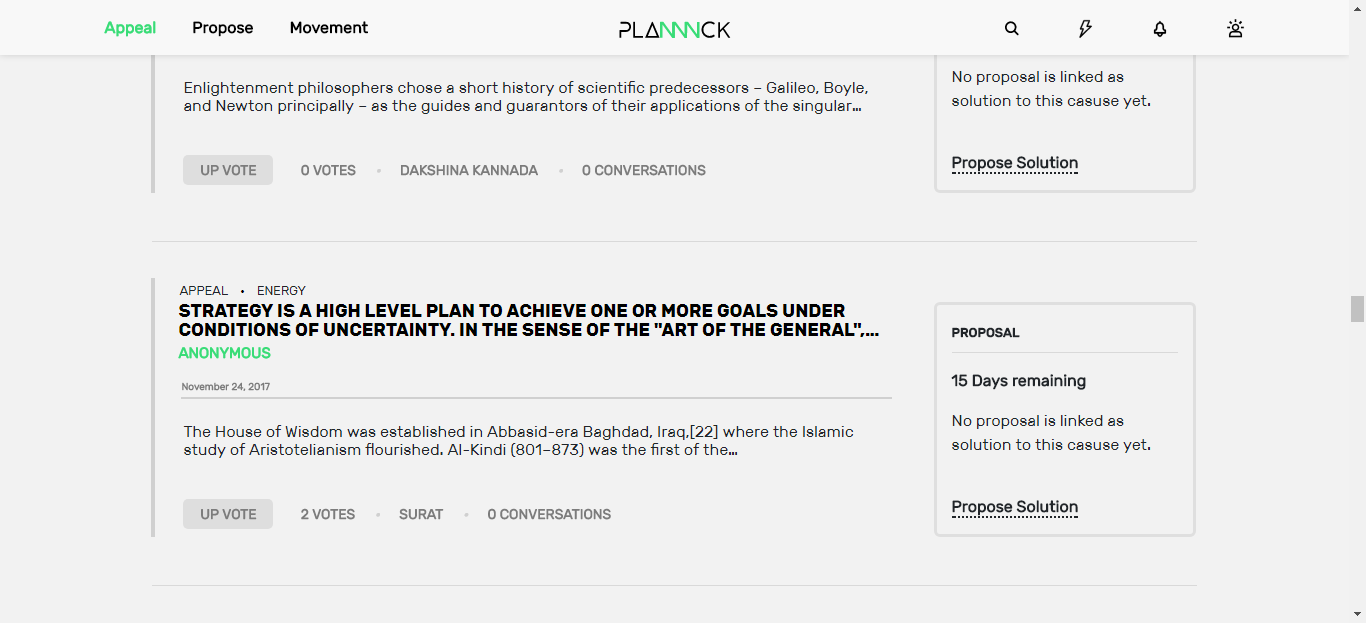 Appeal Propose Movement PLANNNCK
Enlightenment philosophers chose a short history of scientific predecessors – Galileo, Boyle,
and Newton principally – as the guides and guarantors of their applications of the singular...
UP VOTE 0 VOTES • DAKSHINA KANNADA • 0 CONVERSATIONS
No proposal is linked as
solution to this casuse yet.
Propose Solution
APPEAL • ENERGY
STRATEGY IS A HIGH LEVEL PLAN TO ACHIEVE ONE OR MORE GOALS UNDER
CONDITIONS OF UNCERTAINTY. IN THE SENSE OF THE "ART OF THE GENERAL",...
ANONYMOUS
November 24, 2017
The House of Wisdom was established in Abbasid-era Baghdad, Iraq,[22] where the Islamic
study of Aristotelianism flourished. Al-Kindi (801–873) was the first of the...
UP VOTE 2 VOTES • SURAT • 0 CONVERSATIONS
PROPOSAL
15 Days remaining
No proposal is linked as
solution to this casuse yet.
Propose Solution